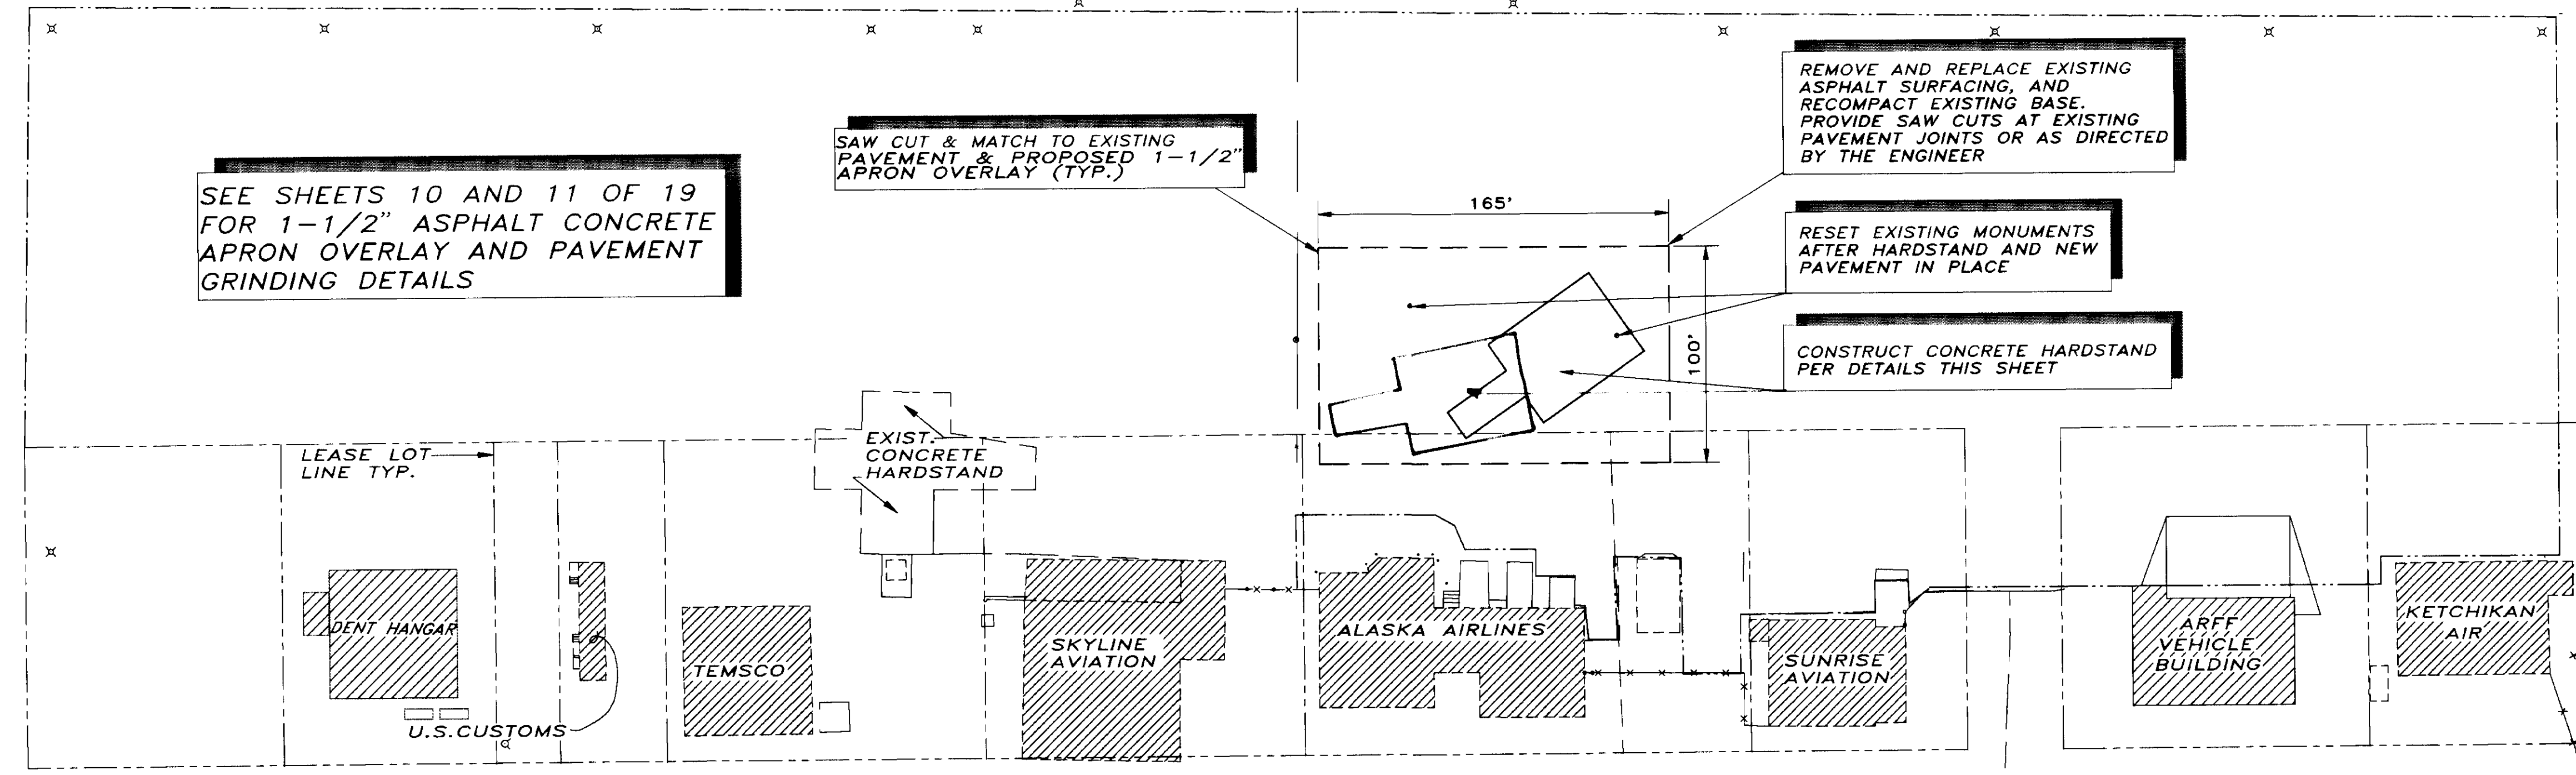 REMOVE AND REPLACE EXISTING
ASPHALT SURFACING, AND
RECOMPACT EXISTING BASE.
PROVIDE SAW CUTS AT EXISTING
PAVEMENT JOINTS OR AS DIRECTED
BY THE ENGINEER
SAW CUT & MATCH TO EXISTING
PAVEMENT & PROPOSED 1-1/2"
APRON OVERLAY (TYP.)
SEE SHEETS 10 AND 11 OF 19
FOR 1-1/2" ASPHALT CONCRETE
APRON OVERLAY AND PAVEMENT
GRINDING DETAILS
165'
RESET EXISTING MONUMENTS
AFTER HARDSTAND AND NEW
PAVEMENT IN PLACE
100'
CONSTRUCT CONCRETE HARDSTAND
PER DETAILS THIS SHEET
LEASE LOT
LINE TYP.
EXIST.
CONCRETE
HARDSTAND
DENT HANGAR
U.S.CUSTOMS
TEMSCO
SKYLINE
AVIATION
ALASKA AIRLINES
SUNRISE
AVIATION
ARFF
VEHICLE
BUILDING
KETCHIKAN
AIR